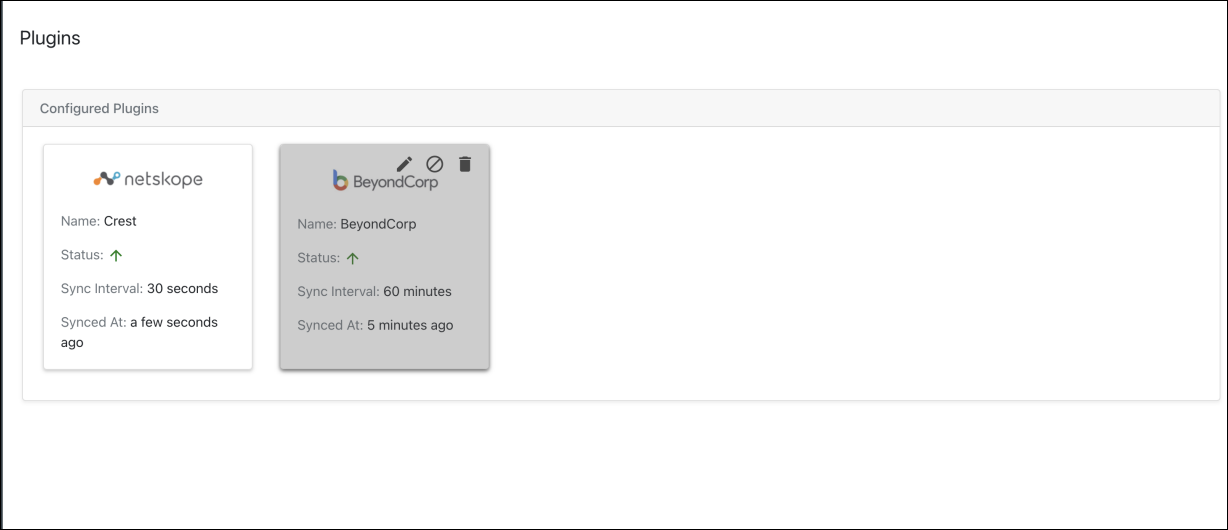 Plugins
Configured Plugins
netskope
Name: Crest
Status:
Sync Interval: 30 seconds
Synced At: a few seconds
ago
BeyondCorp
Name: BeyondCorp
Status:
Sync Interval: 60 minutes
Synced At: 5 minutes ago